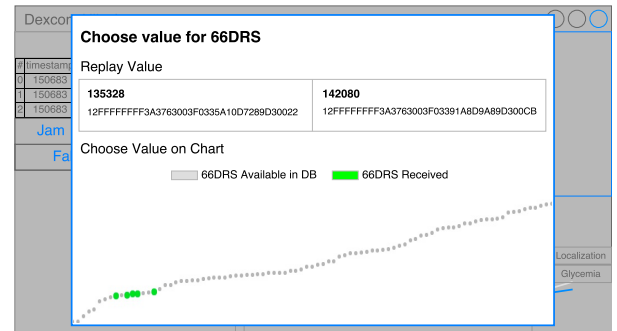 Dexcom
Choose value for 66DRS
Replay Value
# timestamp
135328
142080
0 150683
12FFFFFFFF3A3763003F0335A10D7289D30022
12FFFFFFFF3A3763003F03391A8D9A89D300CB
1 150683
2 150683
Jam
Choose Value on Chart
Fa
66DRS Available in DB
66DRS Received
Localization
Glycemia